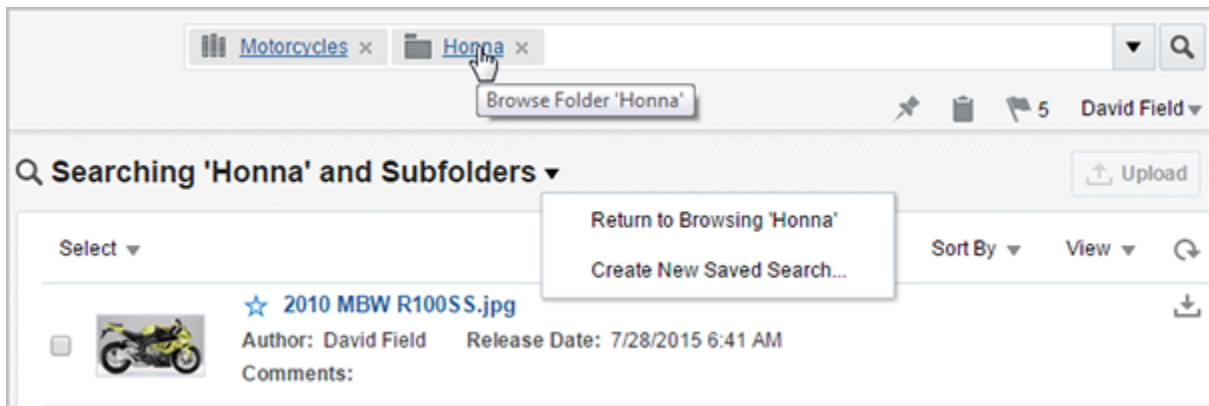 Motorcycles × Honna ×
Browse Folder 'Honna'
5 David Field
Searching 'Honna' and Subfolders
Upload
Return to Browsing 'Honna'
Select Sort By View
Create New Saved Search...
2010 MBW R100SS.jpg
Author: David Field Release Date: 7/28/2015 6:41 AM
Comments: